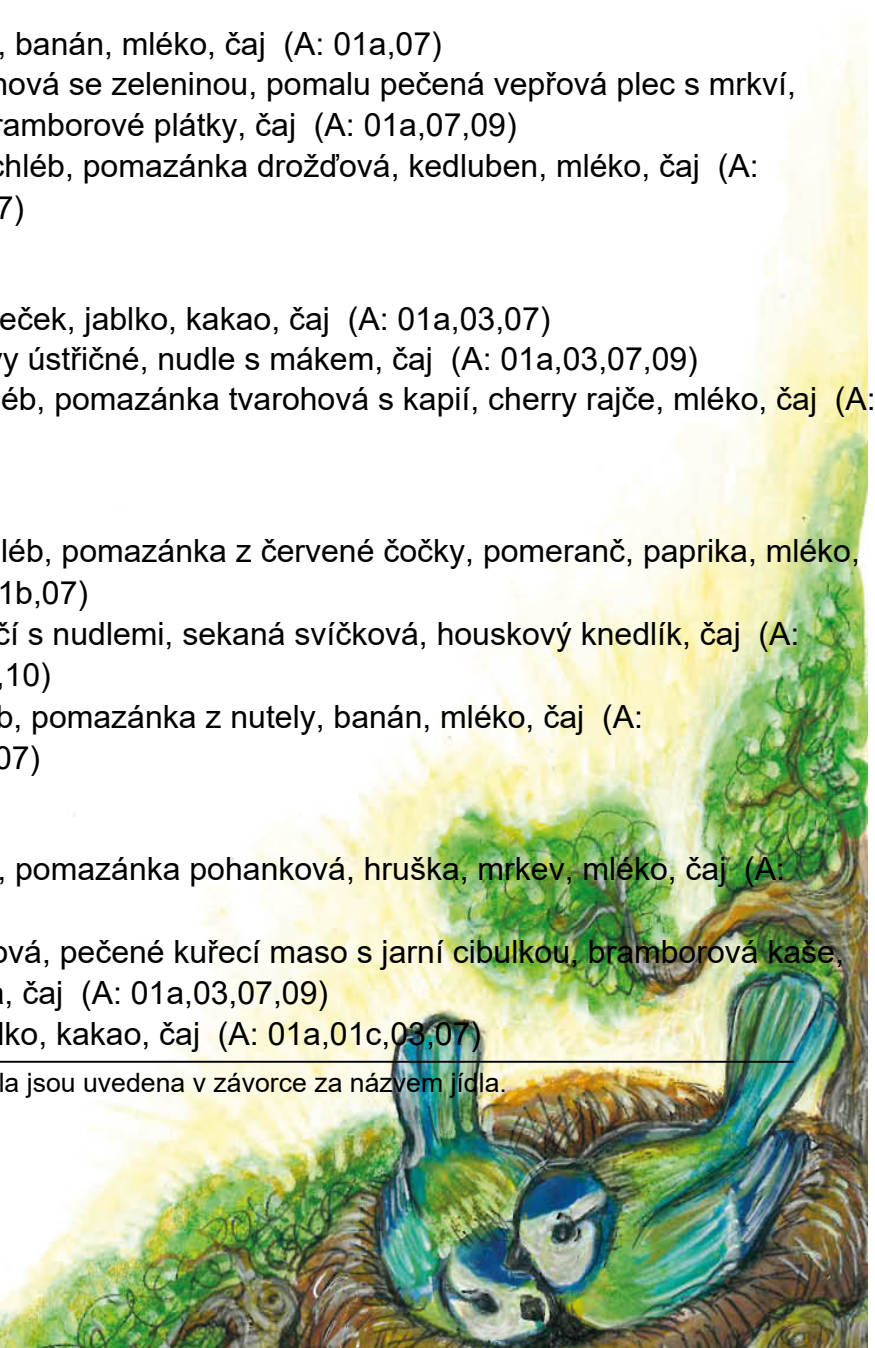 , banán, mléko, čaj (A: 01a,07)
nová se zeleninou, pomalu pečená vepřová plec s mrkví,
ramborové plátky, čaj (A: 01a,07,09)
chléb, pomazánka drožďová, kedluben, mléko, čaj (A:
7)
eček, jablko, kakao, čaj (A: 01a,03,07)
vy ústřičné, nudle s mákem, čaj (A: 01a,03,07,09)
léb, pomazánka tvarohová s kapií, cherry rajče, mléko, čaj (A:
léb, pomazánka z červené čočky, pomeranč, paprika, mléko,
1b,07)
čí s nudlemi, sekaná svíčková, houskový knedlík, čaj (A:
,10)
b, pomazánka z nutely, banán, mléko, čaj (A:
07)
, pomazánka pohanková, hruška, mrkev, mléko, čaj (A:
ová, pečené kuřecí maso s jarní cibulkou, bramborová kaše,
a, čaj (A: 01a,03,07,09)
lko, kakao, čaj (A: 01a,01c,03,07)
la jsou uvedena v závorce za názvem jídla.